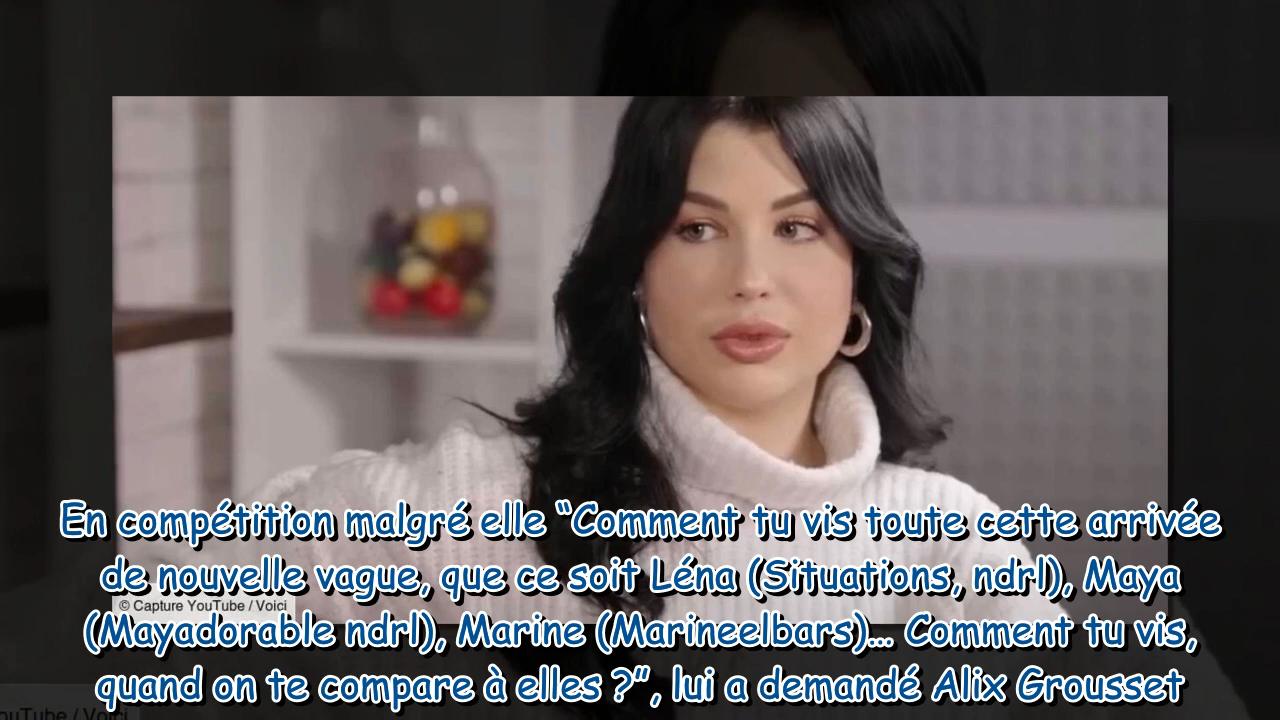 En compétition malgré elle “Comment tu vis toute cette arrivée
de nouvelle vague, que ce soit Léna (Situations, ndrl), Maya
© Capture YouTube / Voici
(Mayadorable ndrl), Marine (Marineelbars)... Comment tu vis,
quand on te compare à elles ?”, lui a demandé Alix Grousset
ouTube / Voici